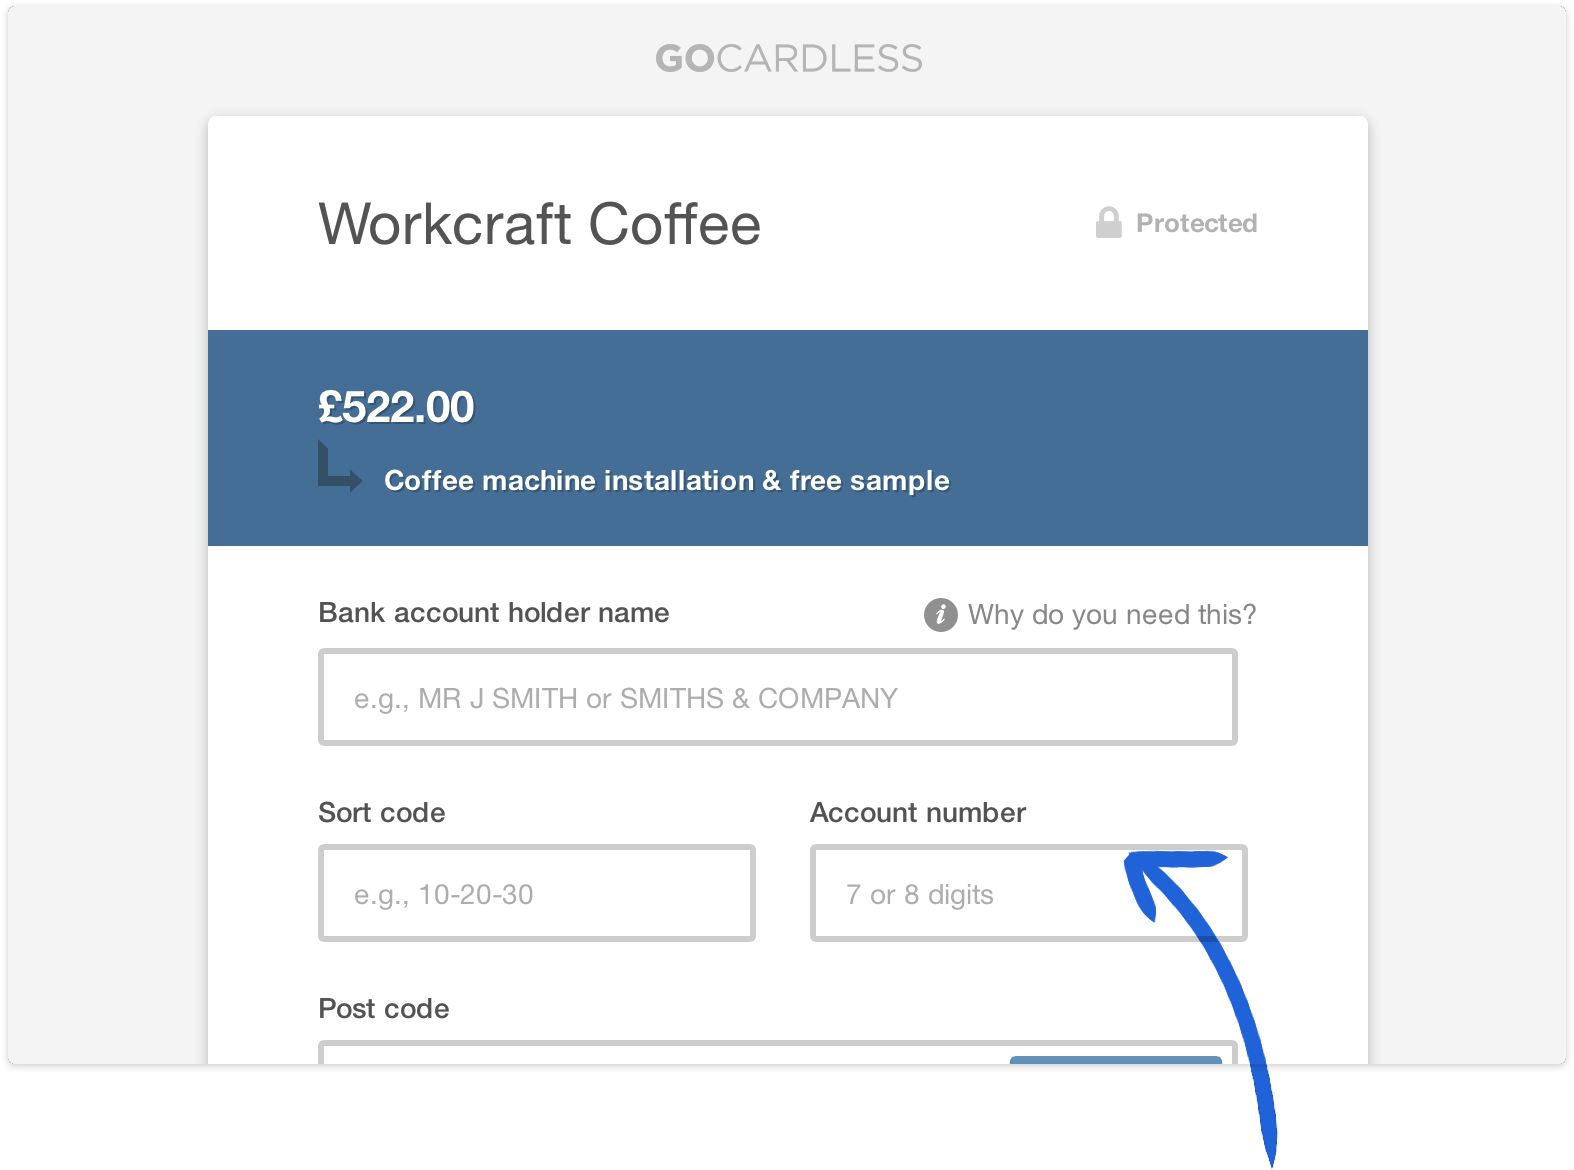 GOCARDLESS
Workcraft Coffee
Protected
£522.00
Coffee machine installation & free sample
Bank account holder name
i Why do you need this?
e.g., MR J SMITH or SMITHS & COMPANY
Sort code
Account number
e.g., 10-20-30
7 or 8 digits
Post code